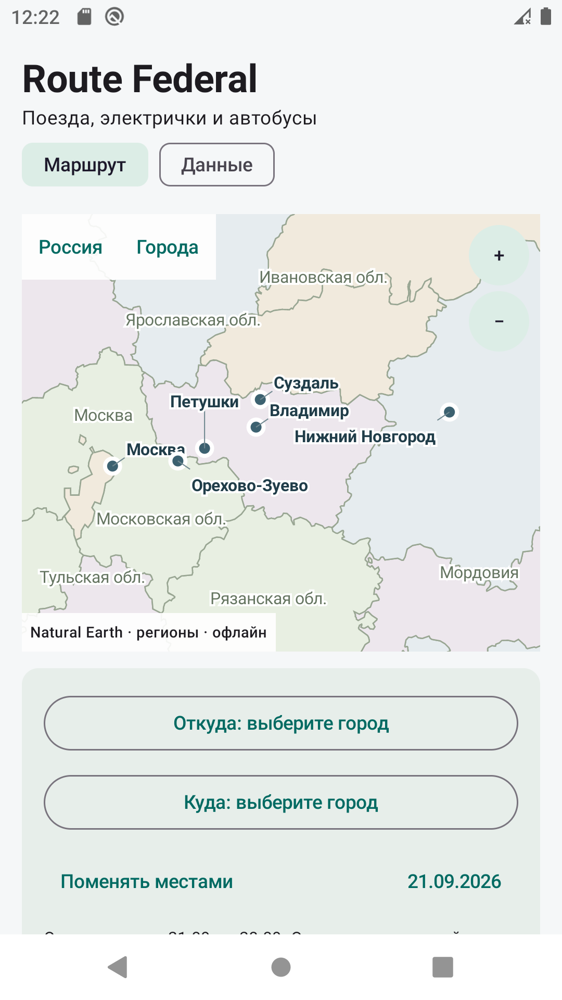 12:22
Route Federal
Поезда, электрички и автобусы
Маршрут
Данные
Россия
Города
+
Ивановская обл.
−
Ярославская обл.
Суздаль
Петушки
Владимир
Москва
Нижний Новгород
Москва
Орехово-Зуево
Московская обл.
Мордовия
Тульская обл.
Рязанская обл.
Natural Earth · регионы · офлайн
Откуда: выберите город
Куда: выберите город
Поменять местами
21.09.2026